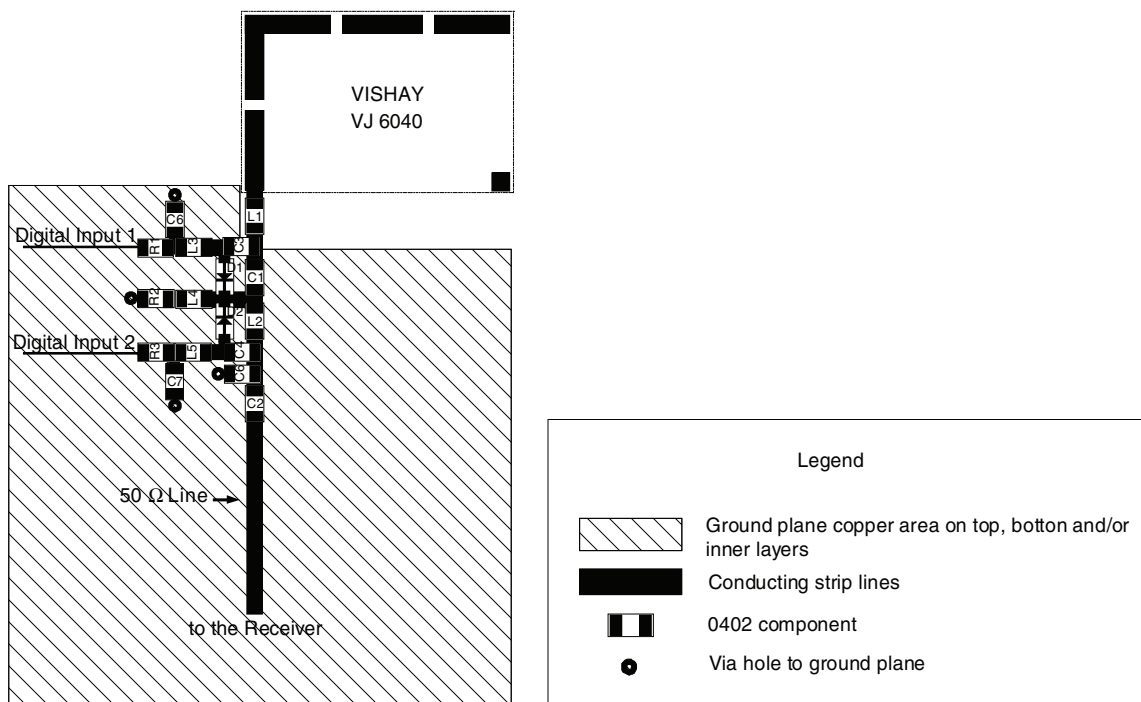 VISHAY
VJ 6040
L1
C6
Digital Input 1
R1
L3
C3
D1
C1
R2
L4
2
L2
Digital Input 2
R3
L5
C4
C6
C7
C2
50 Ω Line
to the Receiver
Legend
Ground plane copper area on top, botton and/or
inner layers
Conducting strip lines
0402 component
Via hole to ground plane